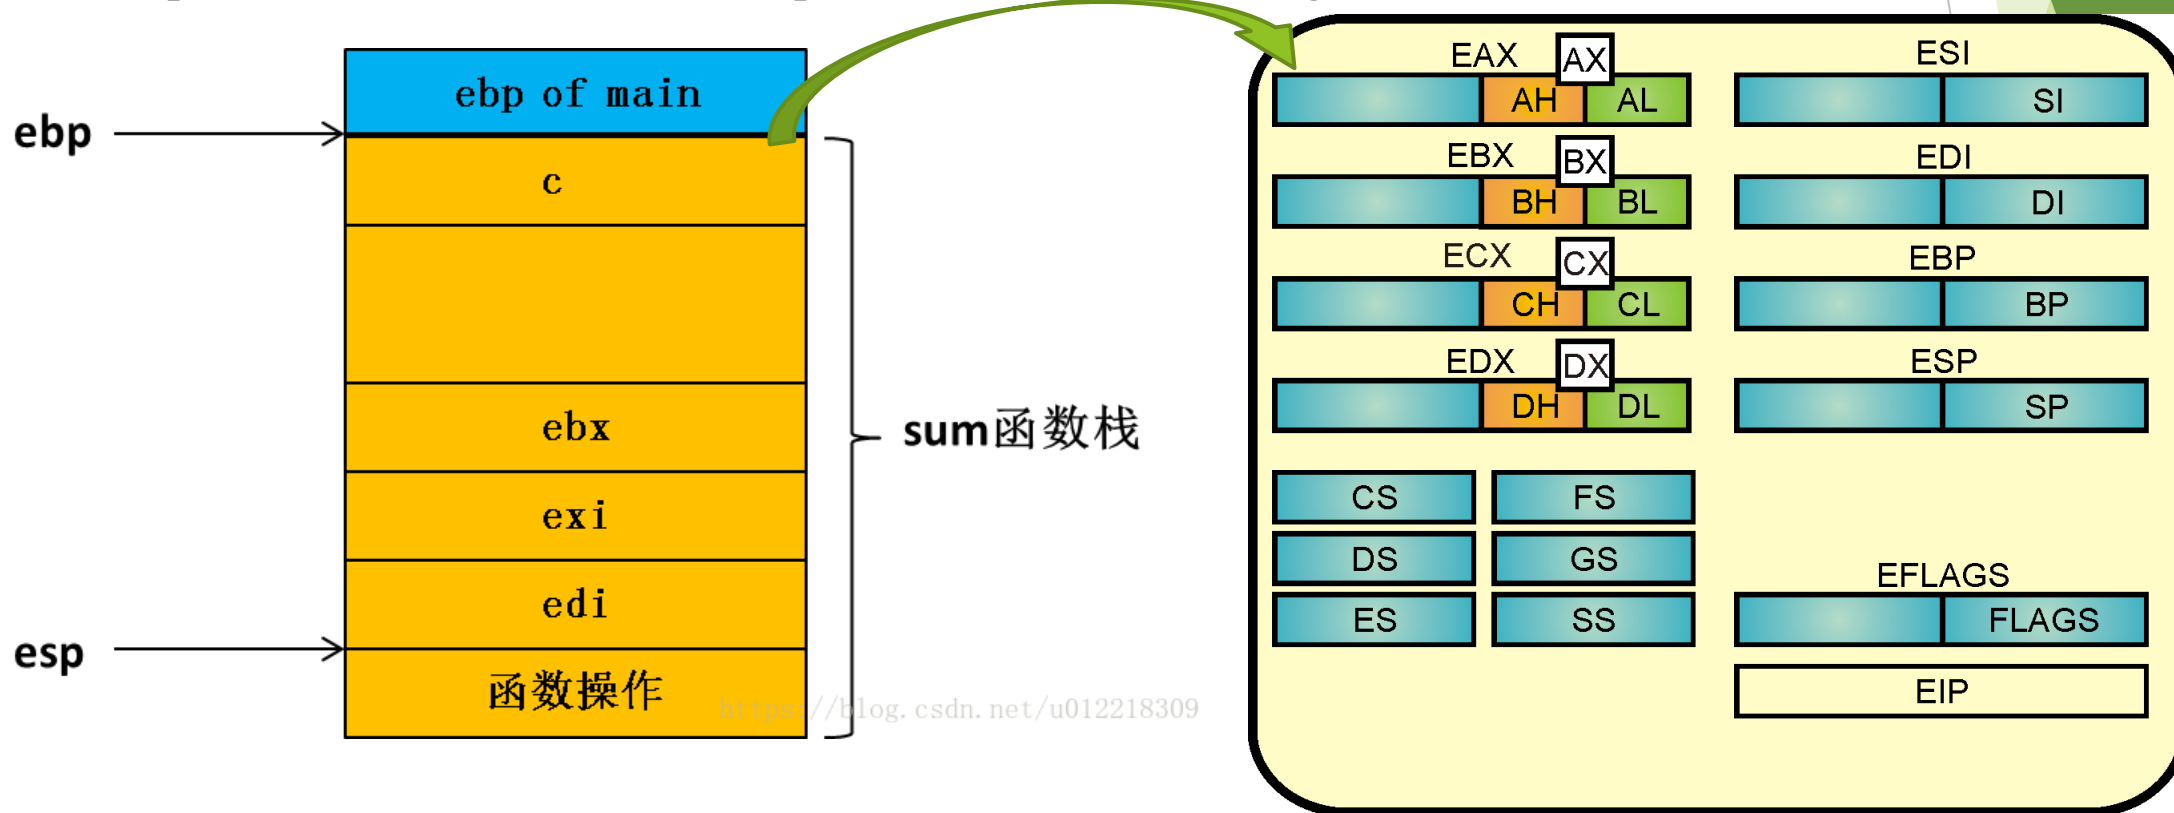 ebp of main
ebp
c
ebx
exi
edi
esp
函数操作
sum函数栈
https://blog.csdn.net/u012218309
EAX AX
AH AL
EBX BX
BH BL
ECX CX
CH CL
EDX DX
DH DL
ESI
SI
EDI
DI
EBP
BP
ESP
SP
CS FS
DS GS
ES SS
EFLAGS
FLAGS
EIP